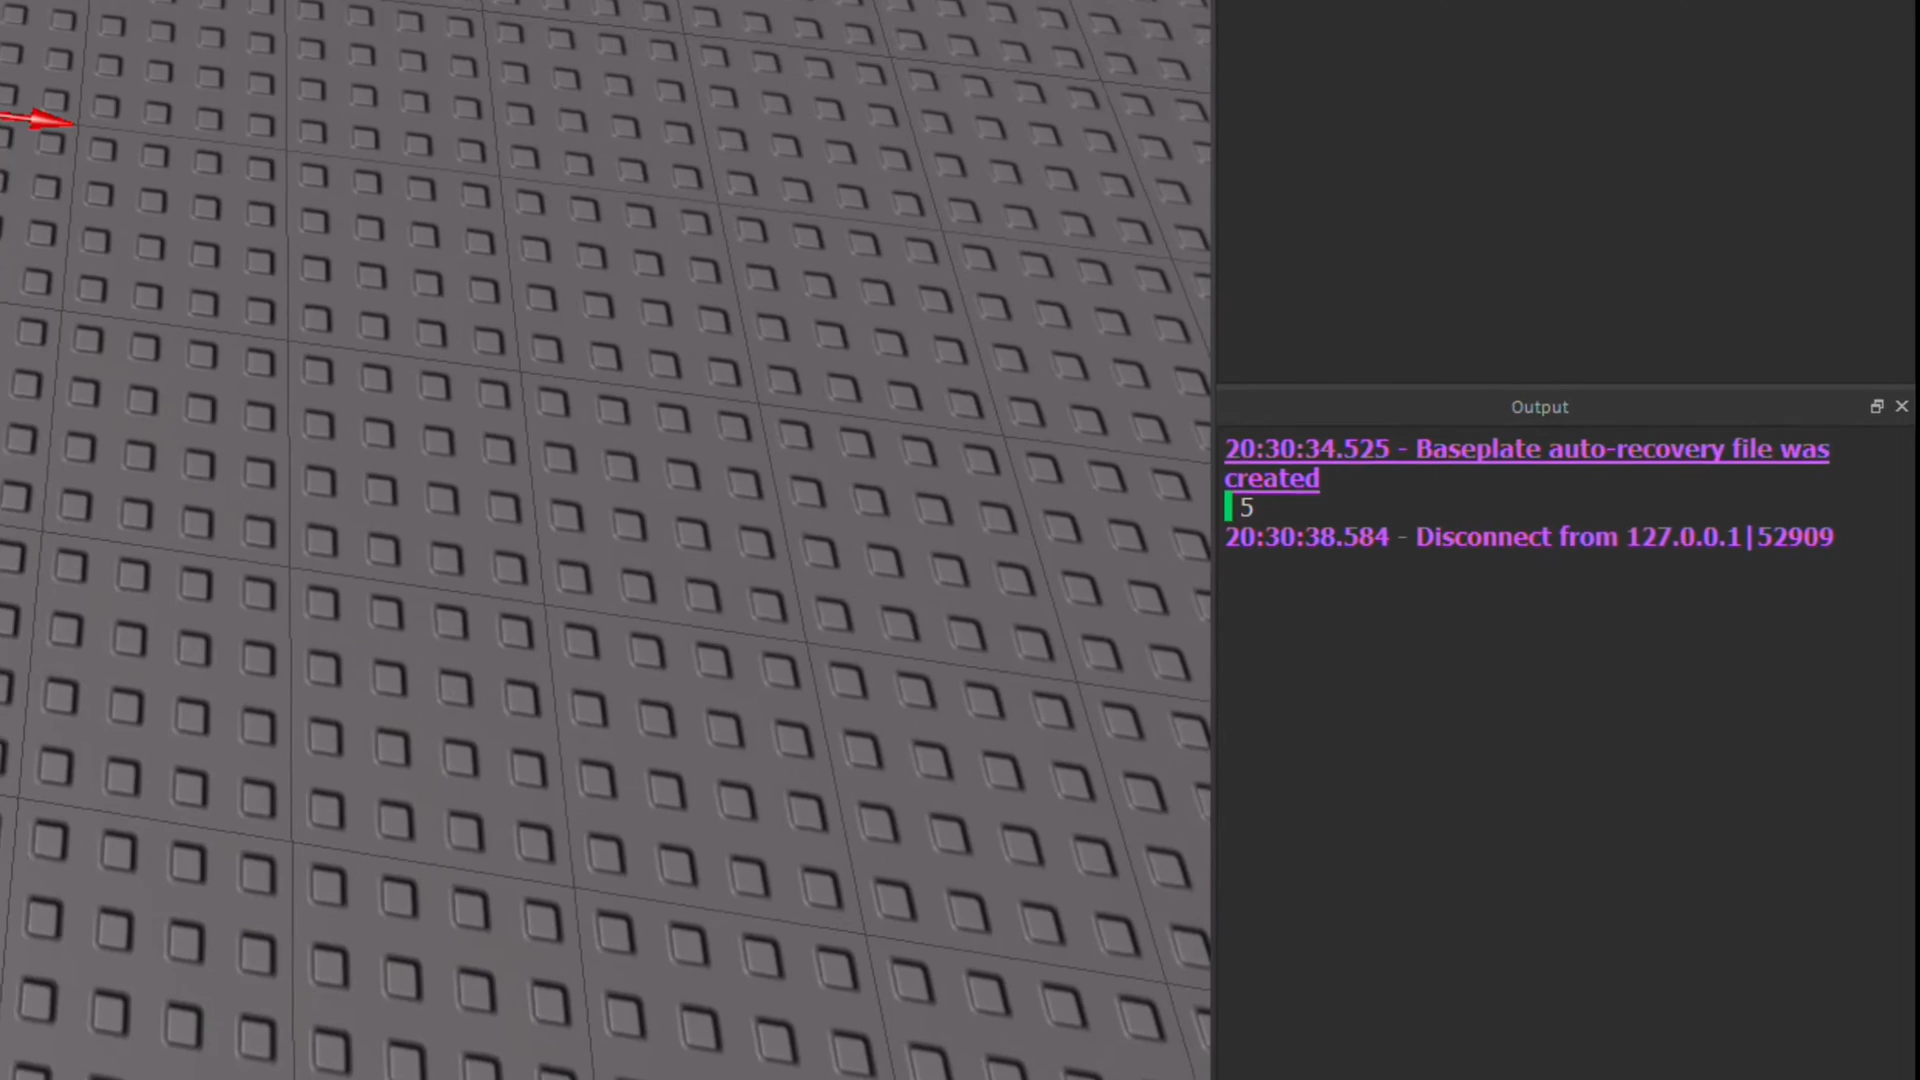 Output
20:30:34.525 - Baseplate auto-recovery file was
created
5
20:30:38.584 - Disconnect from 127.0.0.1|52909